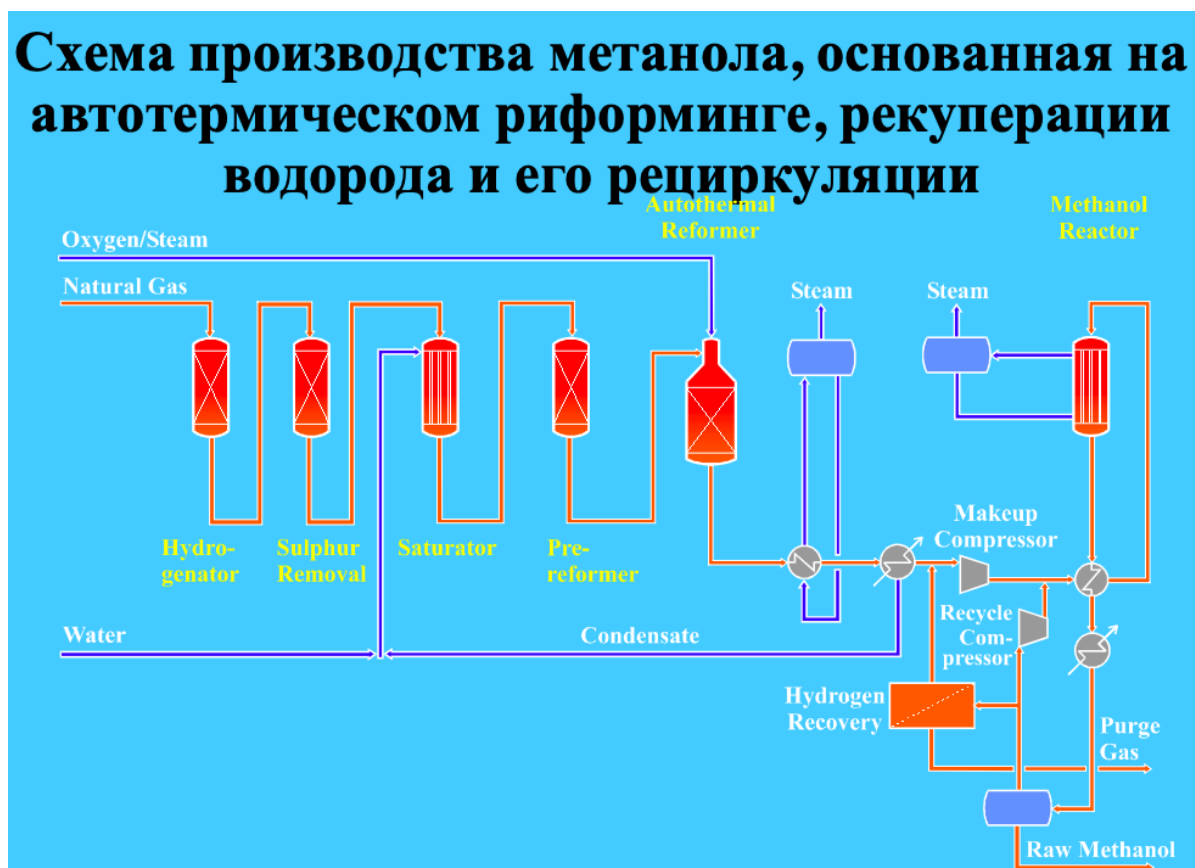 Схема производства метанола, основанная на
автотермическом риформинге, рекуперации
водорода и его рециркуляции
Autothermal
Reformer
Methanol
Reactor
Oxygen/Steam
Natural Gas
Steam
Steam
Hydro-
genator
Sulphur
Removal
Saturator
Pre-
reformer
Makeup
Compressor
Water
Condensate
Recycle
Com-
pressor
Hydrogen
Recovery
Purge
Gas
Raw Methanol